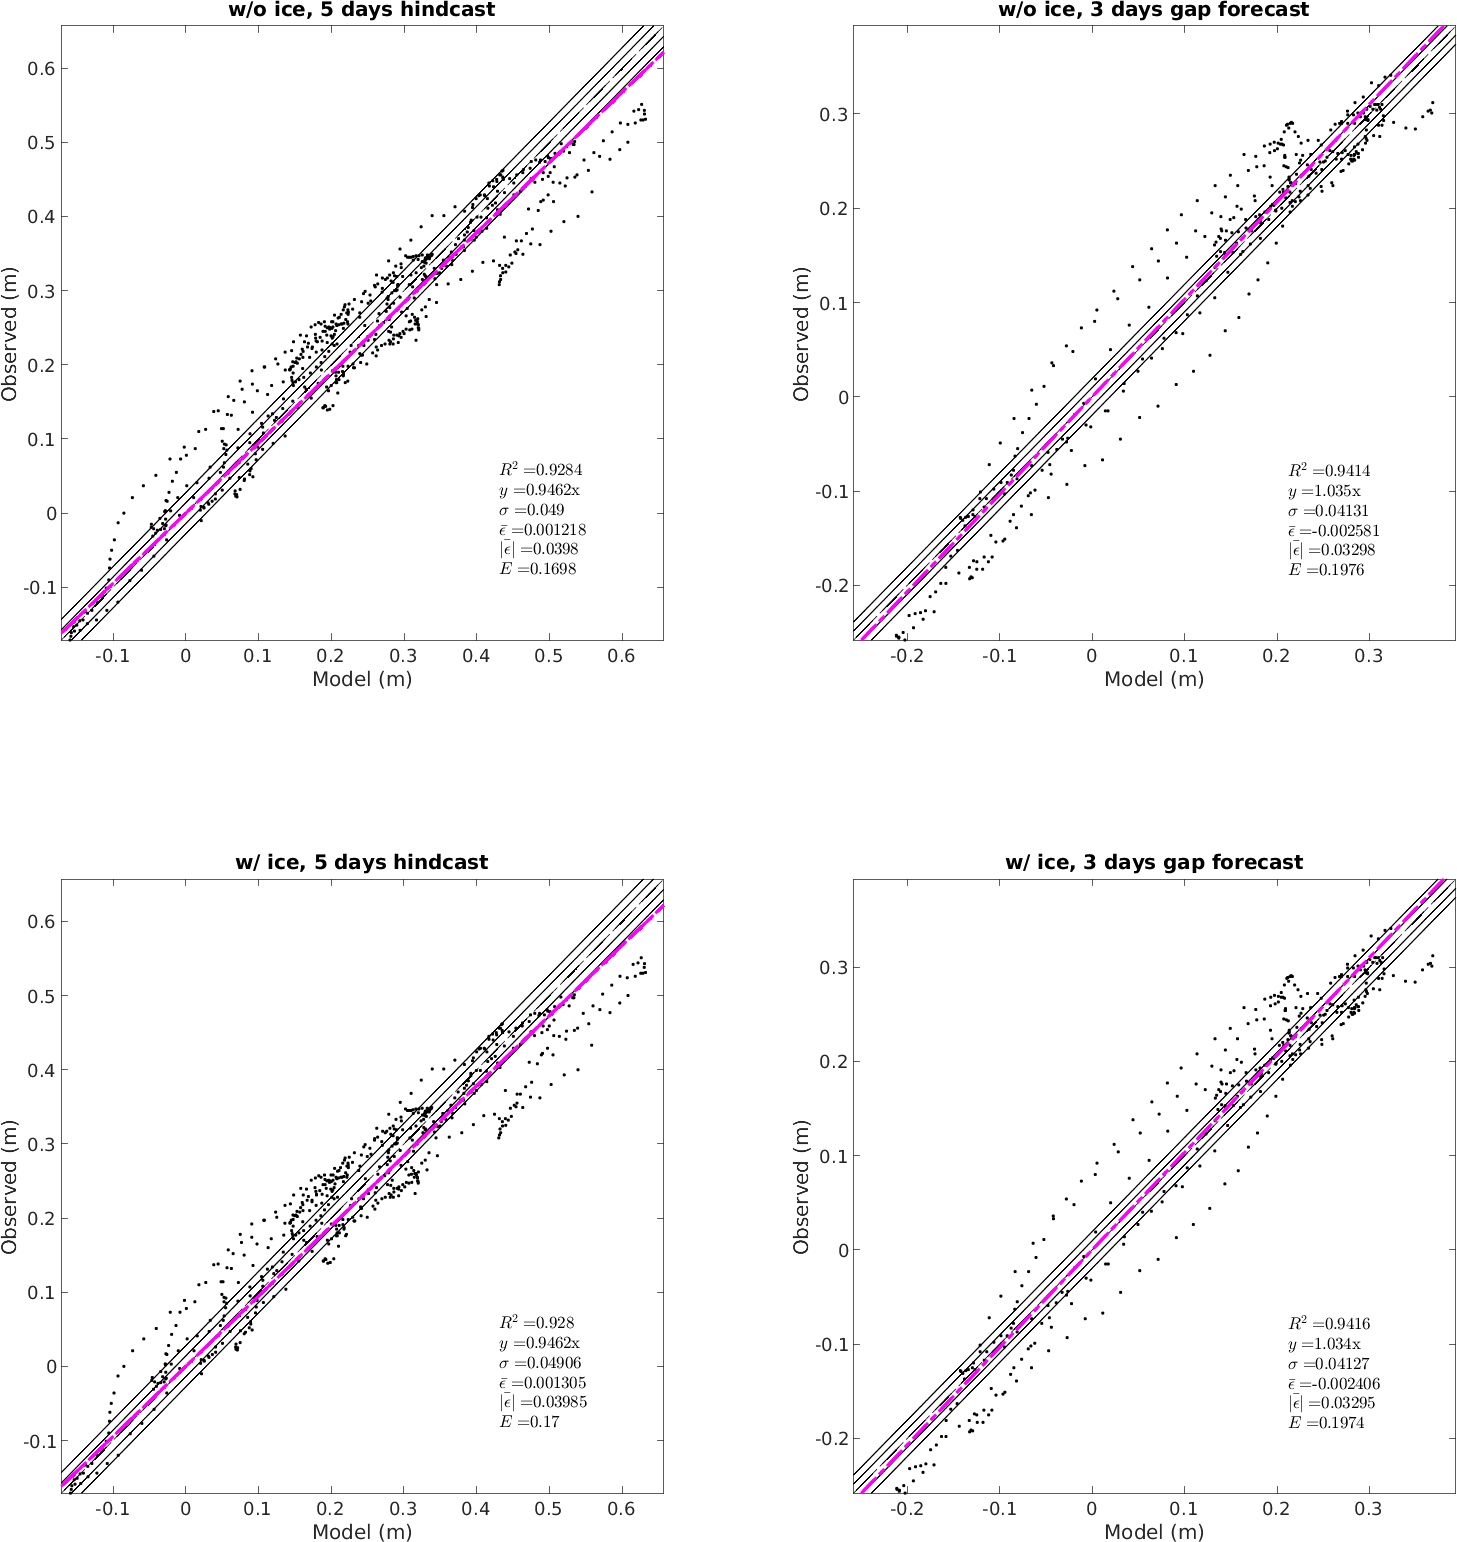 w/o ice, 5 days hindcast
Observed (m)
0.6
0.5
0.4
0.3
0.2
0.1
0
-0.1
R² =0.9284
y =0.9462x
σ =0.049
ϵ̄ =0.001218
|ϵ̄| =0.0398
E =0.1698
-0.1 0 0.1 0.2 0.3 0.4 0.5 0.6
Model (m)
w/o ice, 3 days gap forecast
Observed (m)
0.3
0.2
0.1
0
-0.1
-0.2
R² =0.9414
y =1.035x
σ =0.04131
ϵ̄ =-0.002581
|ϵ̄| =0.03298
E =0.1976
-0.2 -0.1 0 0.1 0.2 0.3
Model (m)
w/ ice, 5 days hindcast
Observed (m)
0.6
0.5
0.4
0.3
0.2
0.1
0
-0.1
R² =0.928
y =0.9462x
σ =0.04906
ϵ̄ =0.001305
|ϵ̄| =0.03985
E =0.17
-0.1 0 0.1 0.2 0.3 0.4 0.5 0.6
Model (m)
w/ ice, 3 days gap forecast
Observed (m)
0.3
0.2
0.1
0
-0.1
-0.2
R² =0.9416
y =1.034x
σ =0.04127
ϵ̄ =-0.002406
|ϵ̄| =0.03295
E =0.1974
-0.2 -0.1 0 0.1 0.2 0.3
Model (m)